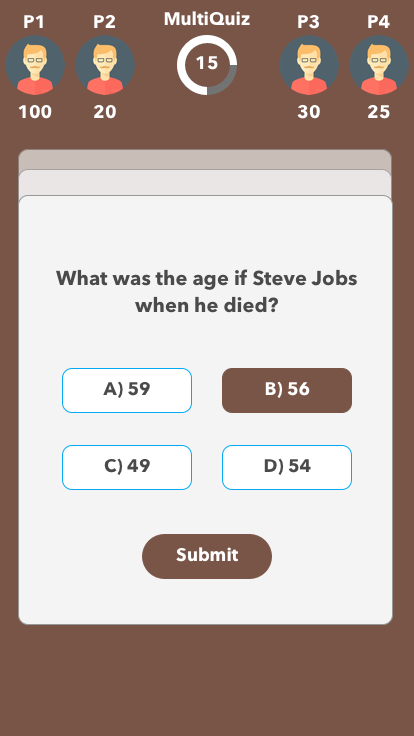 P1
P2
MultiQuiz
P3
P4
15
100
20
30
25
What was the age if Steve Jobs
when he died?
A) 59
B) 56
C) 49
D) 54
Submit